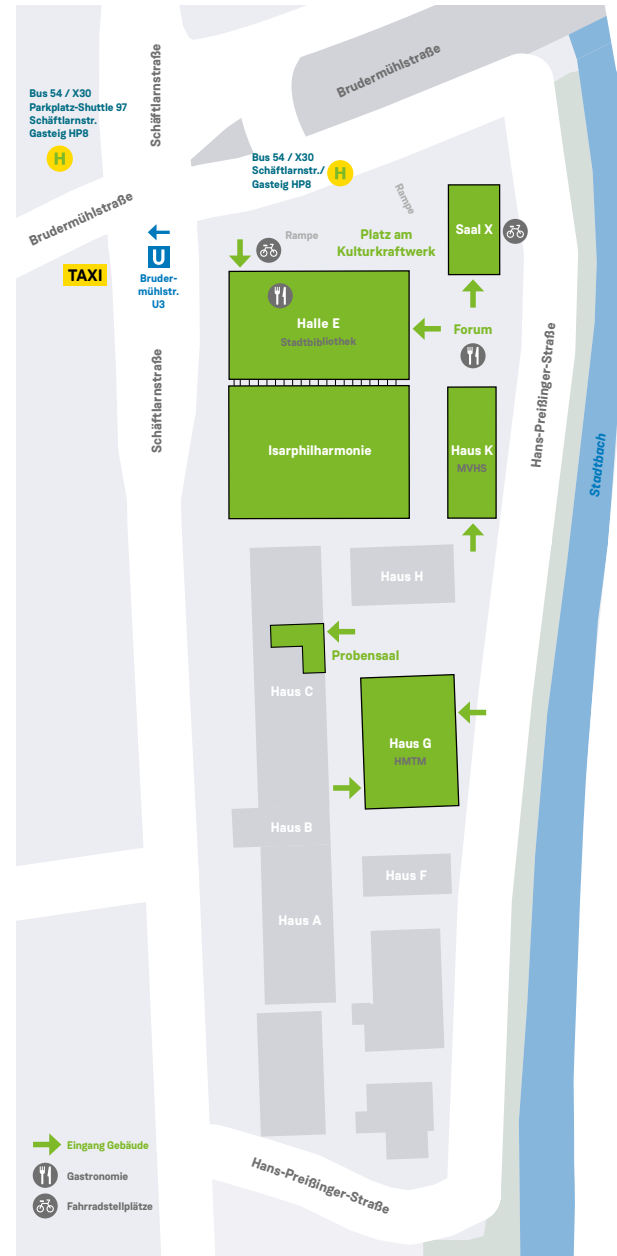 Brudermühlstraße
Schäftlarnstraße
Bus 54 / X30
Parkplatz-Shuttle 97
Schäftlarnstr.
Gasteig HP8
H
Bus 54 / X30
Schäftlarnstr./
Gasteig HP8
H
Brudermühlstraße
Rampe
Rampe
Platz am
Kulturkraftwerk
Saal X
U
Bruder-
mühlstr.
U3
TAXI
Halle E
Stadtbibliothek
Forum
Schäftlarnstraße
Hans-Preißinger-Straße
Stadtbach
Isarphilharmonie
Haus K
MVHS
Haus H
Probensaal
Haus C
Haus G
HMTM
Haus B
Haus F
Haus A
Eingang Gebäude
Gastronomie
Fahrradstellplätze
Hans-Preißinger-Straße